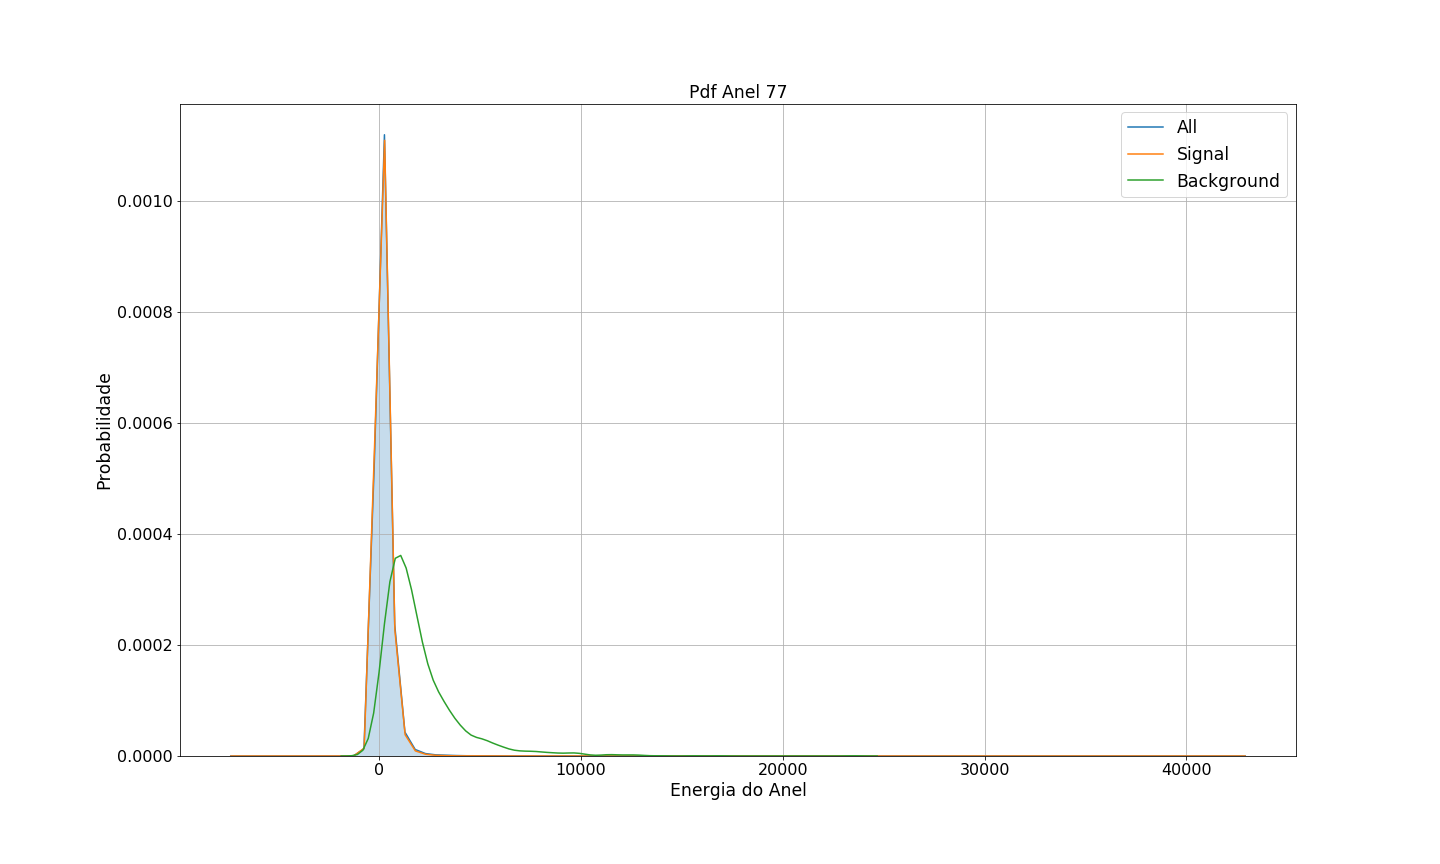 Pdf Anel 77
All
Signal
Background
0.0010
0.0008
0.0006
0.0004
0.0002
0.0000
Probabilidade
0 10000 20000 30000 40000
Energia do Anel